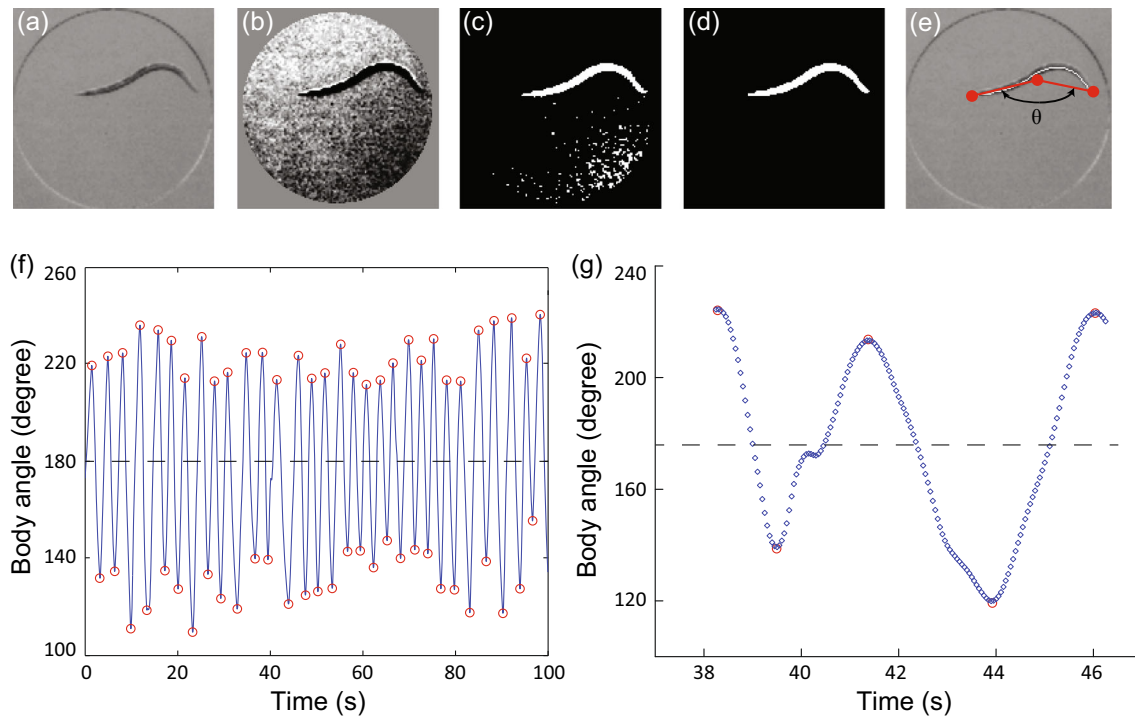 (a) (b) (c) (d) (e)
θ
(f)
260
220
180
140
100
Body angle (degree)
0 20 40 60 80 100
Time (s)
(g)
240
200
160
120
Body angle (degree)
38 40 42 44 46
Time (s)